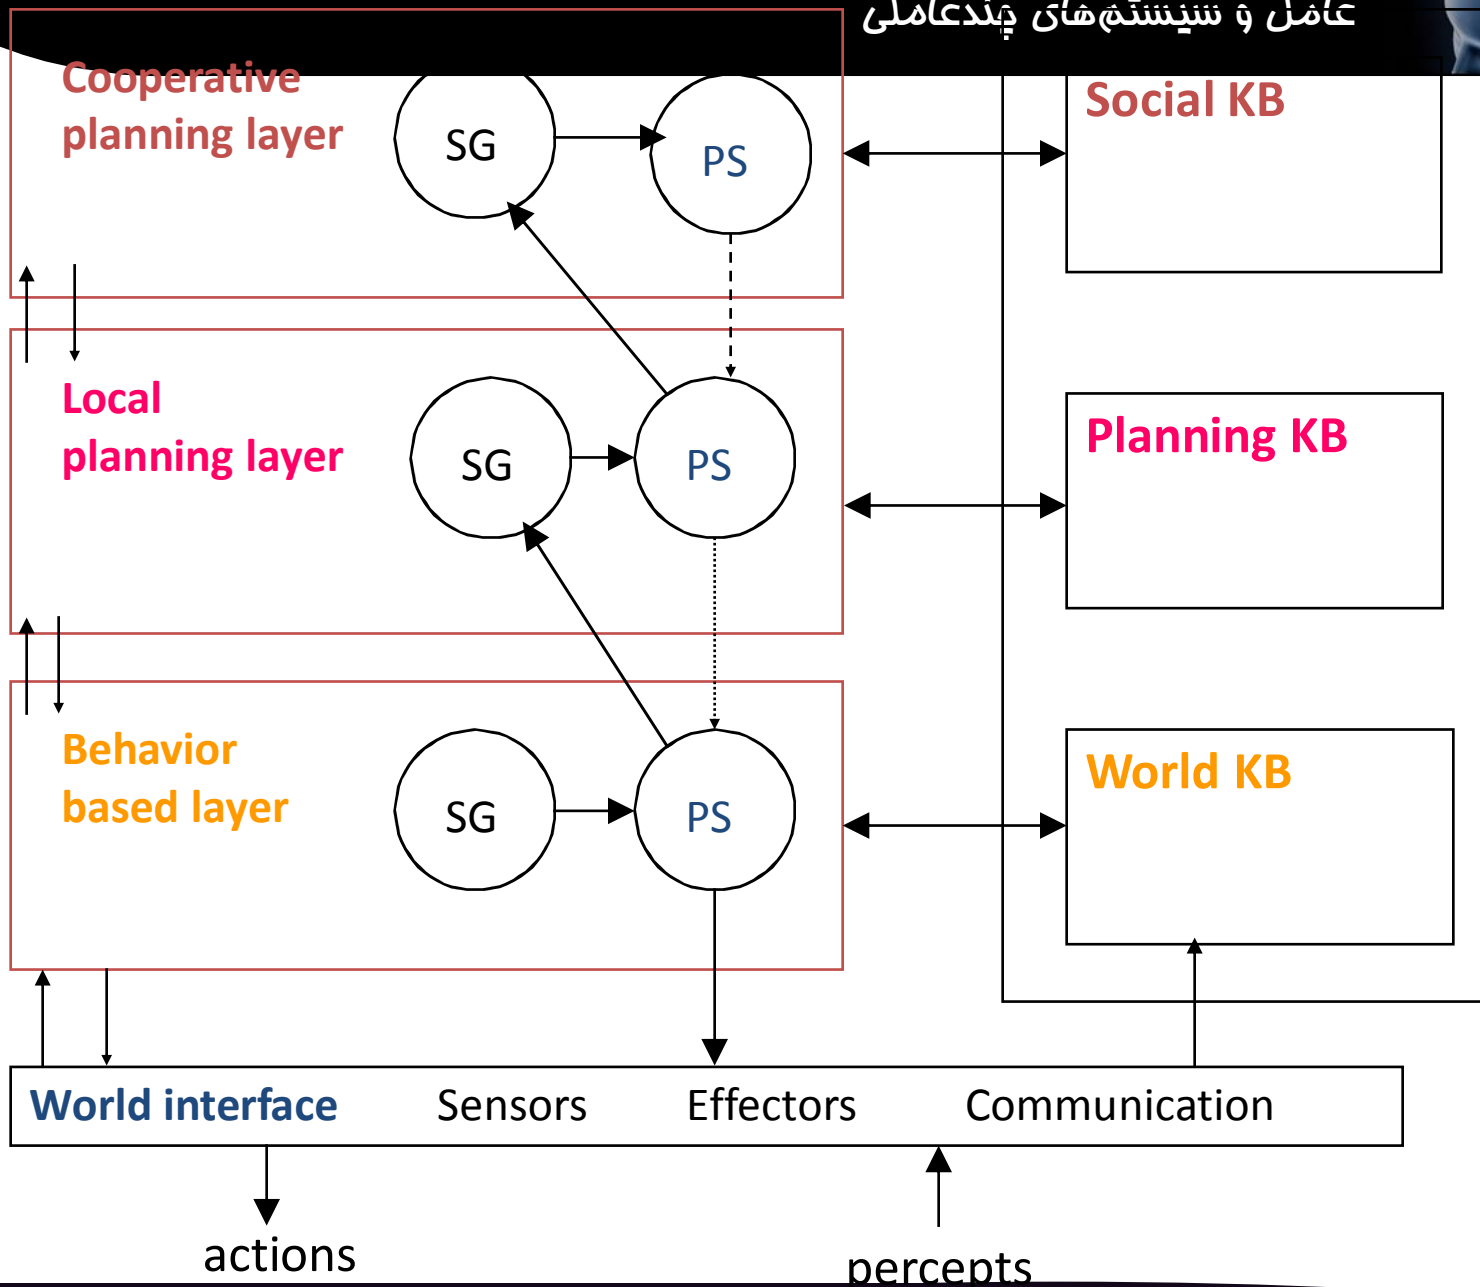 عامل و سیستم‌های چندعاملی
Cooperative
planning layer
SG
PS
Social KB
Local
planning layer
SG
PS
Planning KB
Behavior
based layer
SG
PS
World KB
World interface Sensors Effectors Communication
actions
percepts